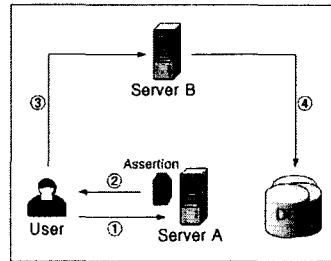 Server B
③
④
Assertion
②
User
①
Server A